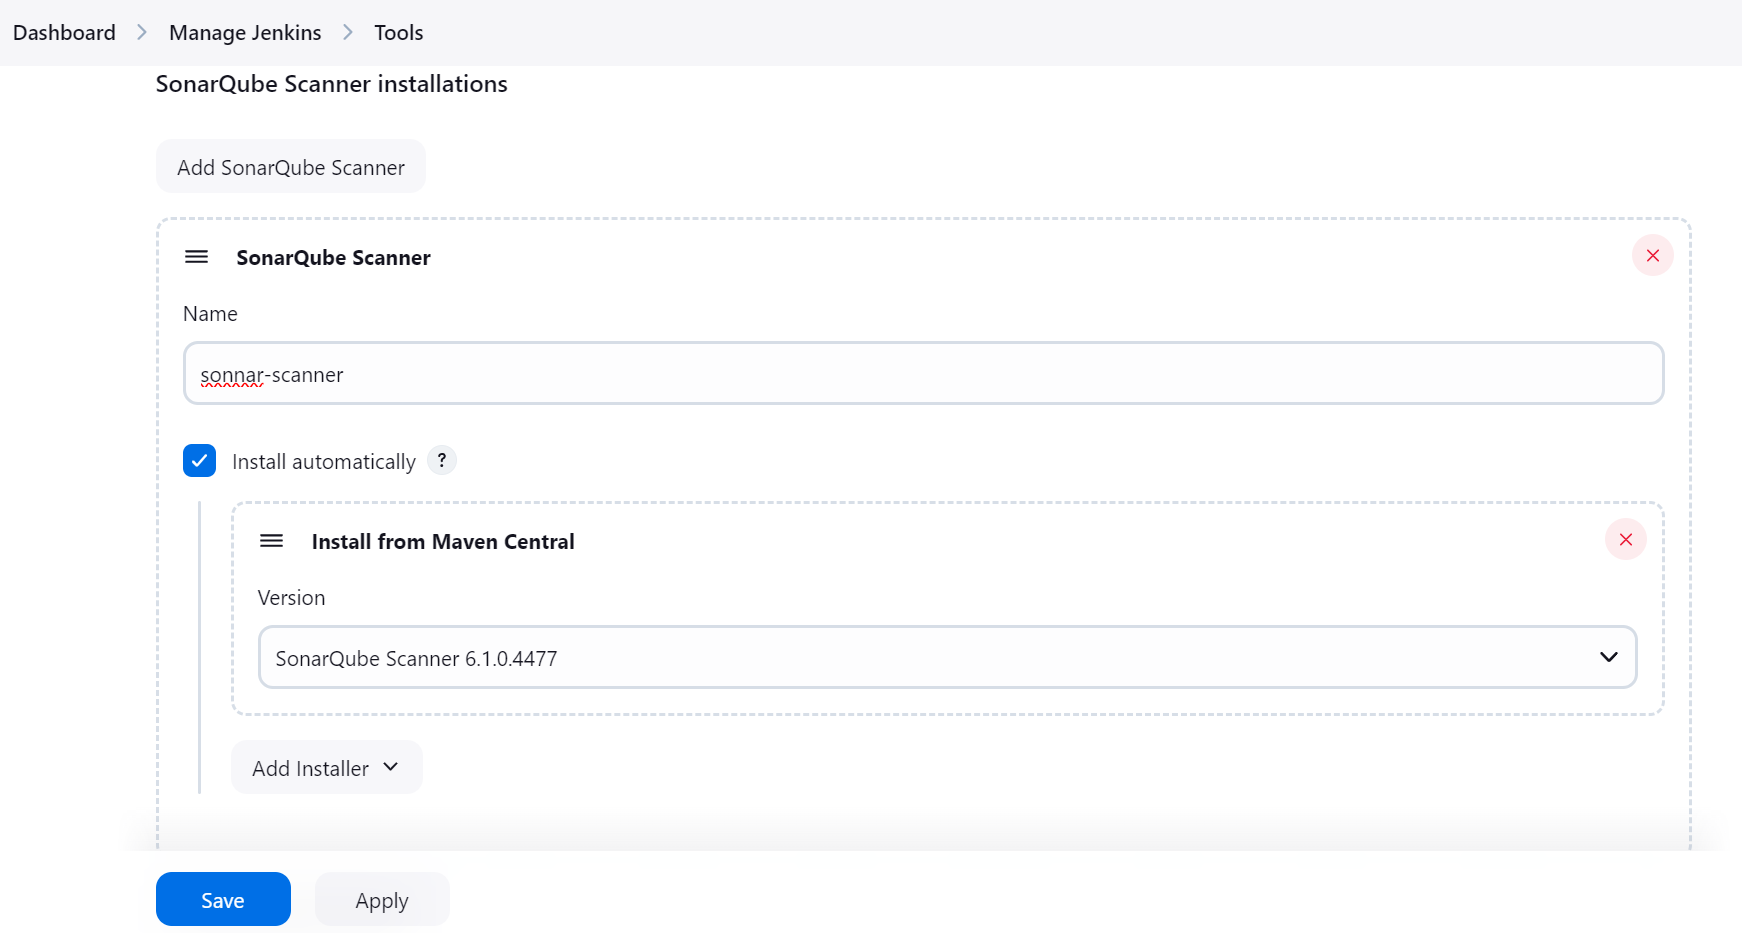 Dashboard > Manage Jenkins > Tools
SonarQube Scanner installations
Add SonarQube Scanner
SonarQube Scanner
Name
sonnar-scanner
Install automatically ?
Install from Maven Central
Version
SonarQube Scanner 6.1.0.4477
Add Installer
Save Apply